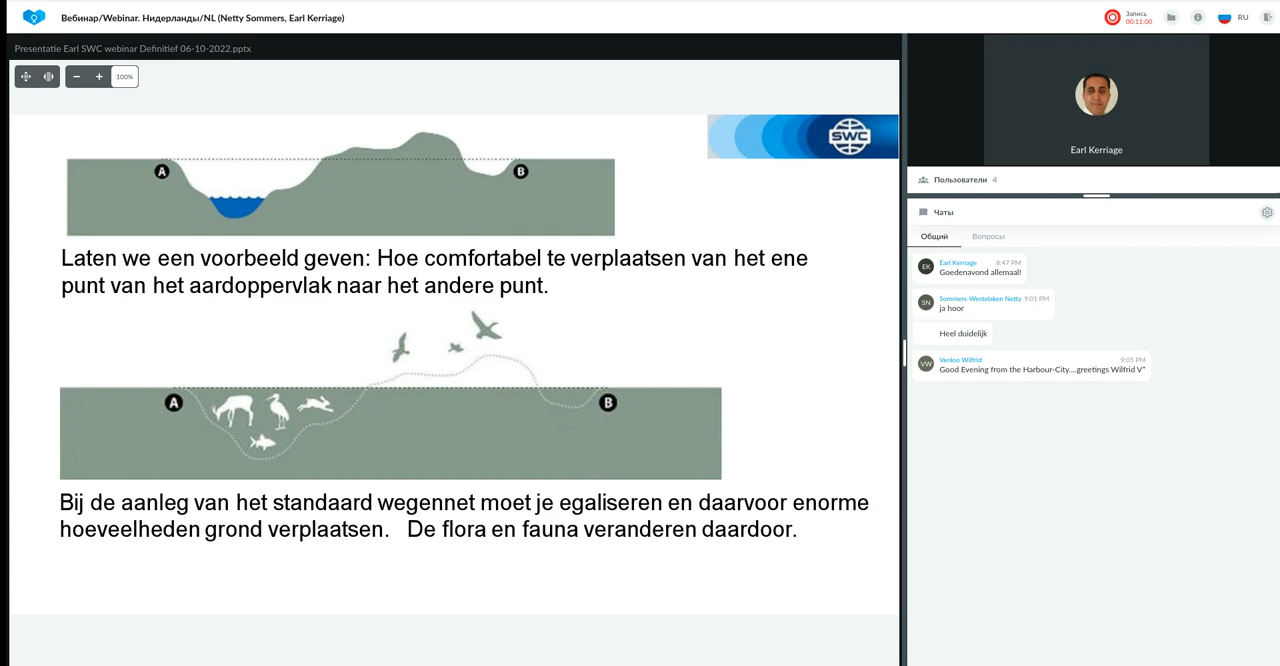 Вебинар/Webinar. Нидерланды/NL (Netty Sommers, Earl Kerriage)
Запись
00:11:00
RU
Presentatie Earl SWC webinar Definitief 06-10-2022.pptx
100%
SWC
A
B
Laten we een voorbeeld geven: Hoe comfortabel te verplaatsen van het ene
punt van het aardoppervlak naar het andere punt.
A
B
Bij de aanleg van het standaard wegennet moet je egaliseren en daarvoor enorme
hoeveelheden grond verplaatsen. De flora en fauna veranderen daardoor.
Earl Kerriage
Пользователи 4
Чаты
Общий Вопросы
EK
Earl Kerriage 8:47 PM
Goedenavond allemaal!
SN
Sommers-Westelaken Netty 9:01 PM
ja hoor
Heel duidelijk
VW
Venloo Wilfrid 9:05 PM
Good Evening from the Harbour-City....greetings Wilfrid V"